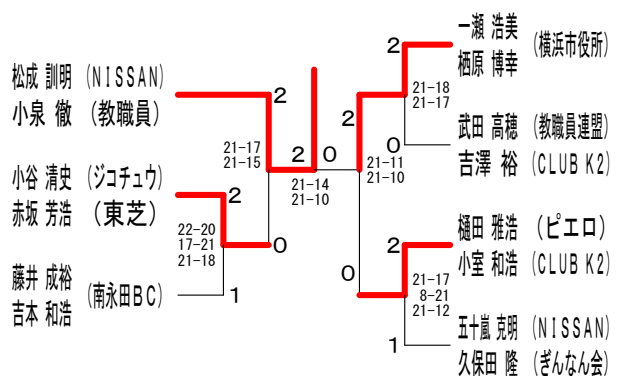 松成 訓明 (NISSAN)
小泉 徹 (教職員)
小谷 清史 (ジコチュウ)
赤坂 芳浩 (東芝)
藤井 成裕 (南永田BC)
吉本 和浩
2
22-20
17-21
21-18
1
2
21-17
21-15
0
2 0
21-14
21-10
2
21-11
21-10
0
2
21-18
21-17
0
2
21-17
8-21
21-12
1
一瀬 浩美 (横浜市役所)
栖原 博幸
武田 高穂 (教職員連盟)
吉澤 裕 (CLUB K2)
樋田 雅浩 (ピエロ)
小室 和浩 (CLUB K2)
五十嵐 克明 (NISSAN)
久保田 隆 (ぎんなん会)